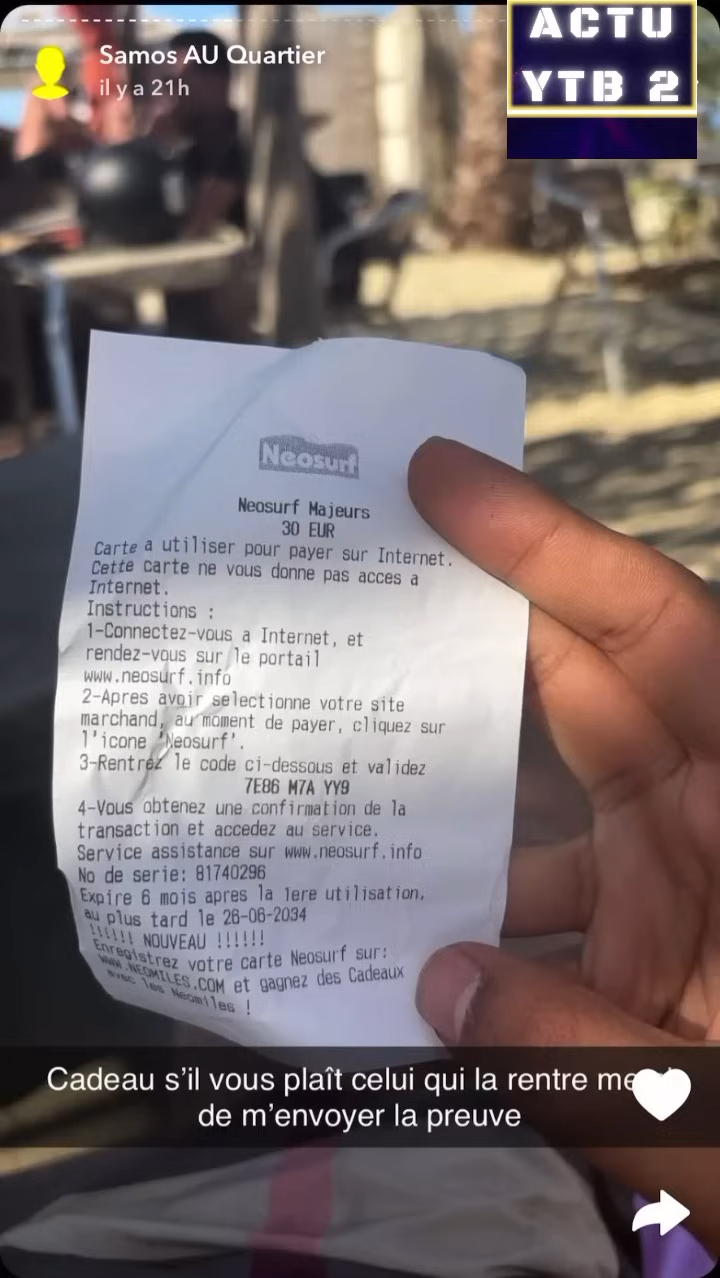 ACTU
YTB 2
Samos AU Quartier
il y a 21h
Neosurf
Neosurf Majeurs
30 EUR
Carte a utiliser pour payer sur Internet.
Cette carte ne vous donne pas acces a
Internet.
Instructions :
1-Connectez-vous a Internet, et
rendez-vous sur le portail
www.neosurf.info
2-Apres avoir selectionne votre site
marchand, au moment de payer, cliquez sur
l'icone 'Neosurf'.
3-Rentrez le code ci-dessous et validez
7E86 M7A YY9
4-Vous obtenez une confirmation de la
transaction et accedez au service.
Service assistance sur www.neosurf.info
No de serie: 81740296
Expire 6 mois apres la 1ere utilisation,
au plus tard le 26-06-2034
!!!!!! NOUVEAU !!!!!!
Enregistrez votre carte Neosurf sur:
WWW.NEOMILES.COM et gagnez des Cadeaux
avec les Neomiles !
Cadeau s'il vous plaît celui qui la rentre
de m'envoyer la preuve